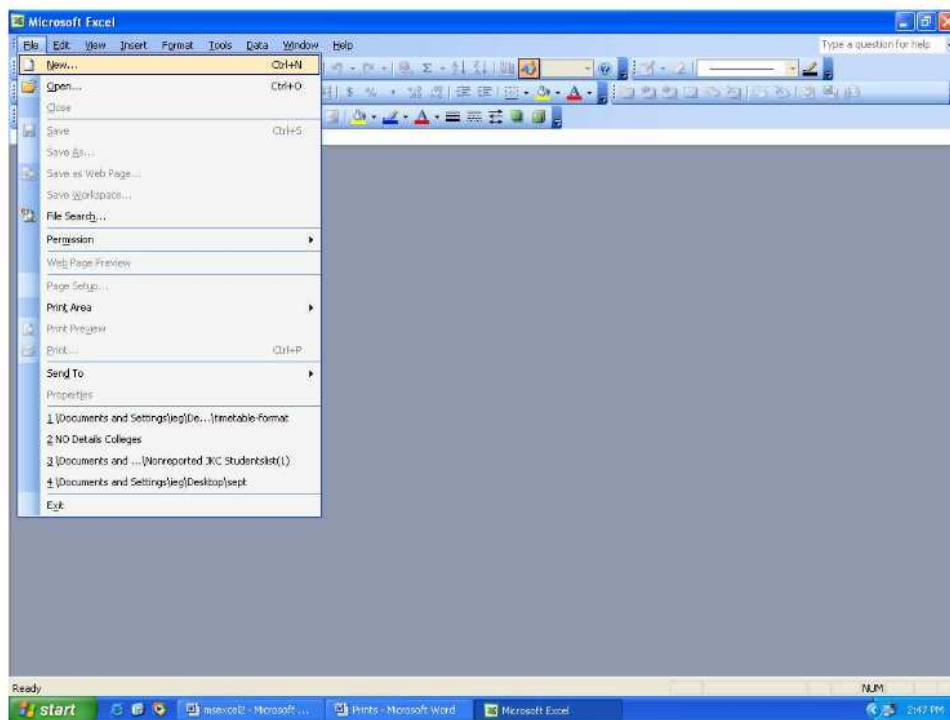 Microsoft Excel
File Edit View Insert Format Tools Data Window Help
Type a question for help
New... Ctrl+N
Open... Ctrl+O
Close
Save Ctrl+S
Save As...
Save as Web Page...
Save Workspace...
File Search...
Permission
Web Page Preview
Page Setup...
Print Area
Print Preview
Print... Ctrl+P
Send To
Properties
1 \Documents and Settings\ieg\De...\timetable-format
2 NO Details Colleges
3 \Documents and ...\Nonreported JKC Studentslist(1)
4 \Documents and Settings\ieg\Desktop\sept
Exit
Ready NUM
start msexcel2 - Microsoft ... Prints - Microsoft Word Microsoft Excel 2:47 PM